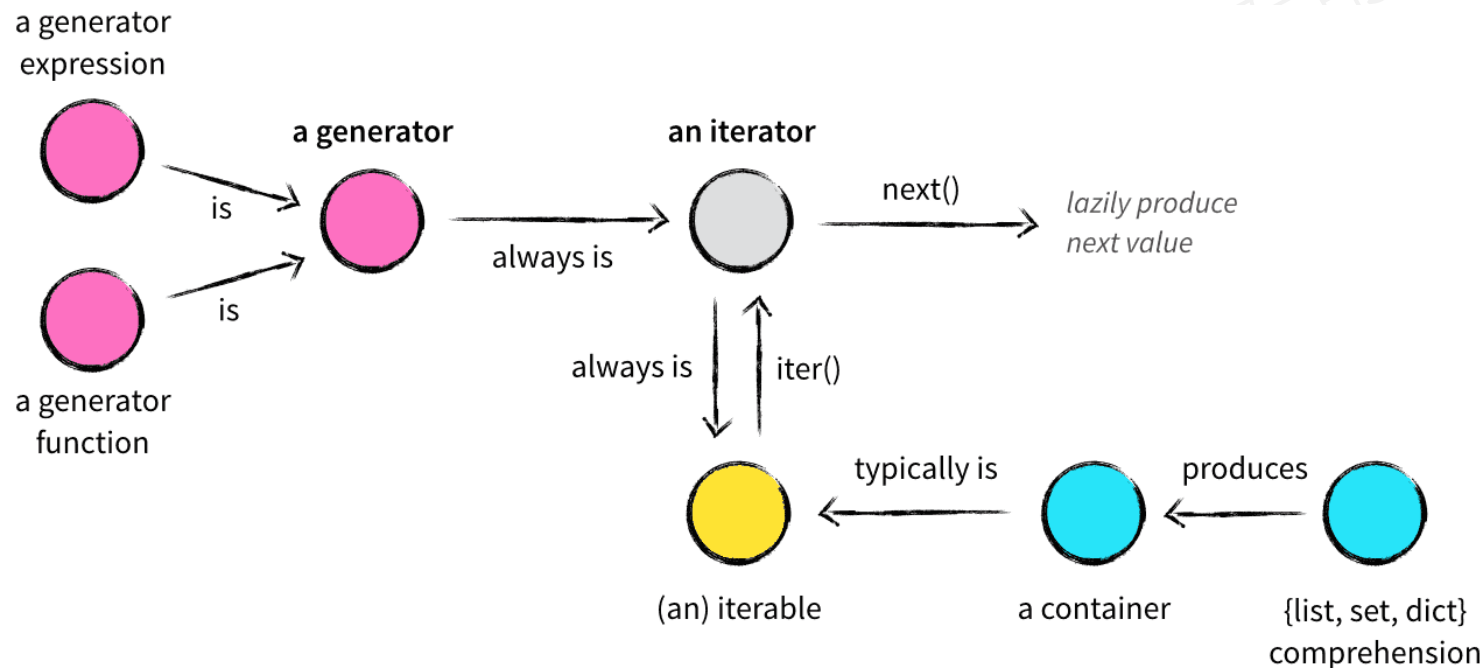 a generator
expression
a generator
an iterator
next()
lazily produce
next value
is
always is
is
a generator
function
always is
iter()
typically is
produces
(an) iterable
a container
{list, set, dict}
comprehension